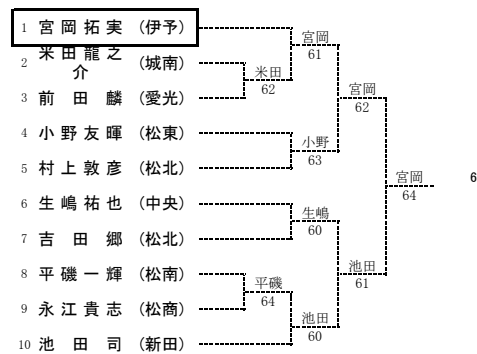 1 宮岡拓実 (伊予)
宮岡
61
2 米田龍之介 (城南)
米田
62
3 前田麟 (愛光)
宮岡
62
4 小野友暉 (松東)
小野
63
5 村上敦彦 (松北)
宮岡
64
6
6 生嶋祐也 (中央)
生嶋
60
7 吉田郷 (松北)
池田
61
8 平磯一輝 (松南)
平磯
64
9 永江貴志 (松商)
池田
60
10 池田司 (新田)